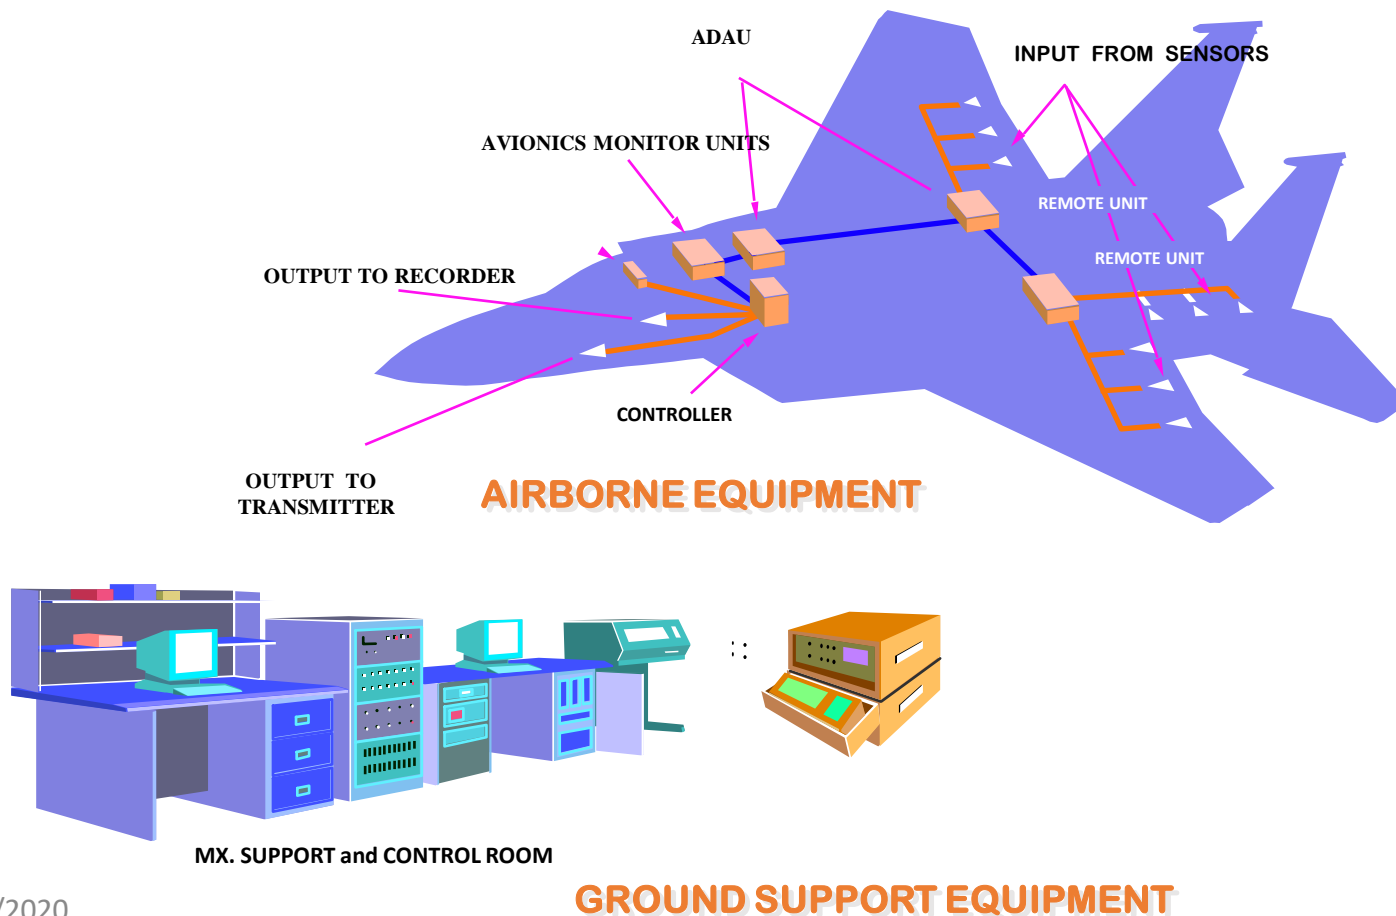 ADAU
INPUT FROM SENSORS
AVIONICS MONITOR UNITS
REMOTE UNIT
REMOTE UNIT
OUTPUT TO RECORDER
CONTROLLER
OUTPUT TO
TRANSMITTER
AIRBORNE EQUIPMENT
MX. SUPPORT and CONTROL ROOM
GROUND SUPPORT EQUIPMENT
/2020